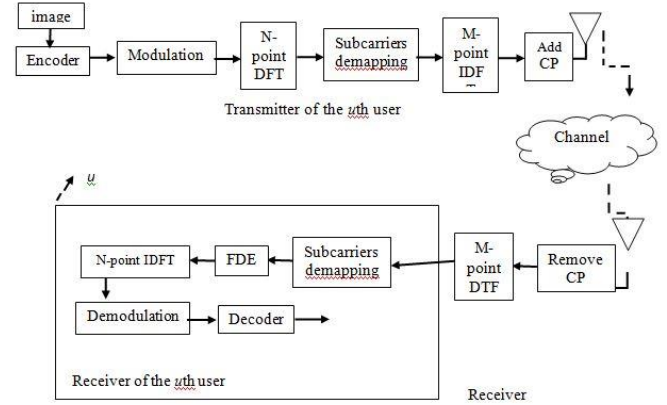 image
Encoder
Modulation
N-
point
DFT
Subcarriers
demapping
M-
point
IDF
Add
CP
Transmitter of the uth user
Channel
u
N-point IDFT
FDE
Subcarriers
demapping
M-
point
DTF
Remove
CP
Demodulation
Decoder
Receiver of the uth user
Receiver